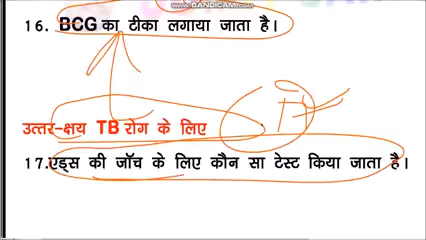 www.BANDICAM.com
16. BCG का टीका लगाया जाता है।
उत्तर-क्षय TB रोग के लिए
17.एड्स की जाँच के लिए कौन सा टेस्ट किया जाता है।